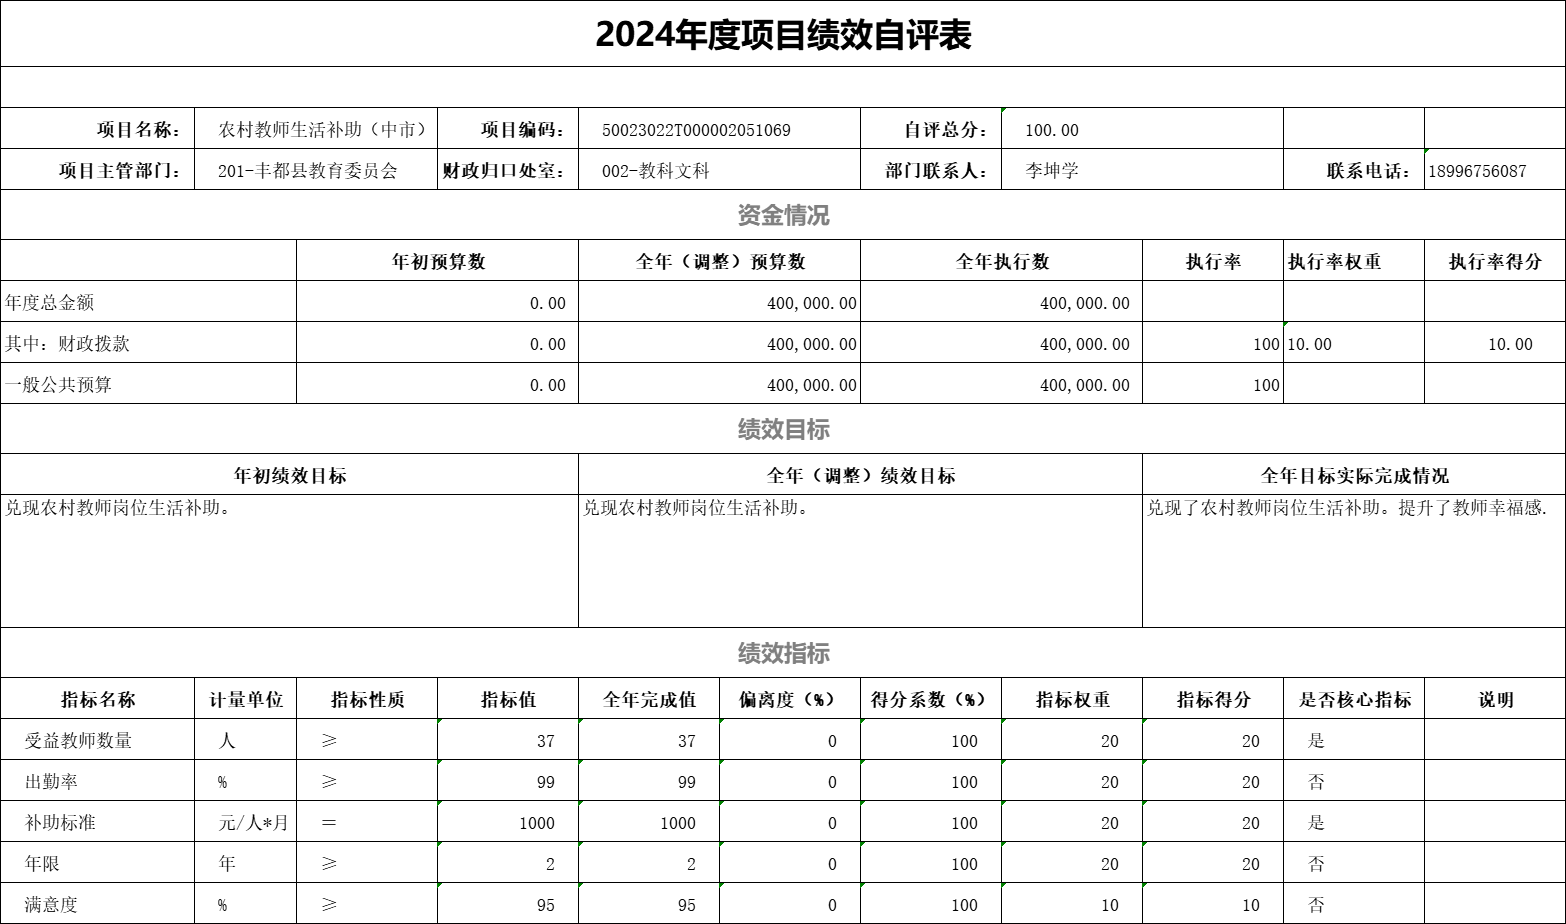 2024年度项目绩效自评表
项目名称： 农村教师生活补助（中市） 项目编码： 50023022T000002051069 自评总分： 100.00
项目主管部门： 201-丰都县教育委员会 财政归口处室： 002-教科文科 部门联系人： 李坤学 联系电话： 18996756087
资金情况
年初预算数 全年（调整）预算数 全年执行数 执行率 执行率权重 执行率得分
年度总金额 0.00 400,000.00 400,000.00
其中：财政拨款 0.00 400,000.00 400,000.00 100 10.00 10.00
一般公共预算 0.00 400,000.00 400,000.00 100
绩效目标
年初绩效目标 全年（调整）绩效目标 全年目标实际完成情况
兑现农村教师岗位生活补助。 兑现农村教师岗位生活补助。 兑现了农村教师岗位生活补助。提升了教师幸福感.
绩效指标
指标名称 计量单位 指标性质 指标值 全年完成值 偏离度（%） 得分系数（%） 指标权重 指标得分 是否核心指标 说明
受益教师数量 人 ≥ 37 37 0 100 20 20 是
出勤率 % ≥ 99 99 0 100 20 20 否
补助标准 元/人*月 ＝ 1000 1000 0 100 20 20 是
年限 年 ≥ 2 2 0 100 20 20 否
满意度 % ≥ 95 95 0 100 10 10 否